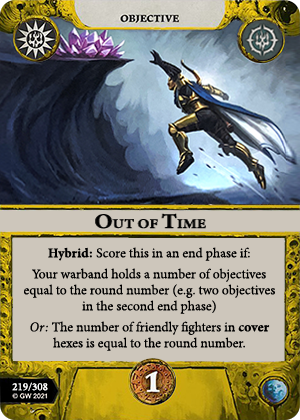 OBJECTIVE
OUT OF TIME
Hybrid: Score this in an end phase if:
Your warband holds a number of objectives
equal to the round number (e.g. two objectives
in the second end phase)
Or: The number of friendly fighters in cover
hexes is equal to the round number.
219/308
© GW 2021
1